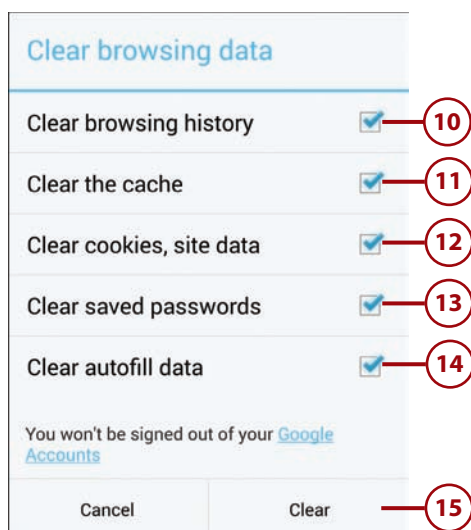 Clear browsing data
Clear browsing history 10
Clear the cache 11
Clear cookies, site data 12
Clear saved passwords 13
Clear autofill data 14
You won't be signed out of your Google
Accounts
Cancel Clear 15